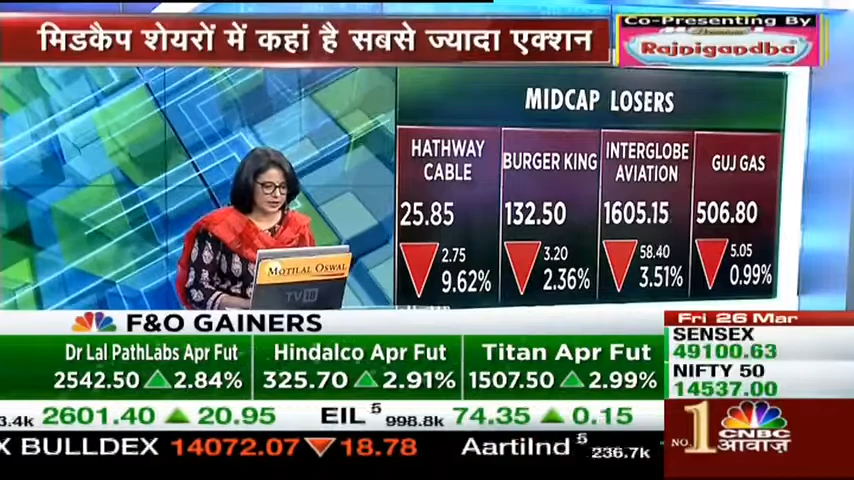 मिडकैप शेयरों में कहां है सबसे ज्यादा एक्शन
Co-Presenting By
Rajnigandha
MIDCAP LOSERS
HATHWAY CABLE
25.85
2.75
9.62%
BURGER KING
132.50
3.20
2.36%
INTERGLOBE AVIATION
1605.15
58.40
3.51%
GUJ GAS
506.80
5.05
0.99%
MOTILAL OSWAL
TV18
F&O GAINERS
Dr Lal PathLabs Apr Fut
2542.50 2.84%
Hindalco Apr Fut
325.70 2.91%
Titan Apr Fut
1507.50 2.99%
Fri 26 Mar
SENSEX
49100.63
NIFTY 50
14537.00
3.4k 2601.40 20.95 EIL 5 998.8k 74.35 0.15
X BULLDEX 14072.07 18.78 AartiInd 5 236.7k
NO. 1 CNBC
आवाज़